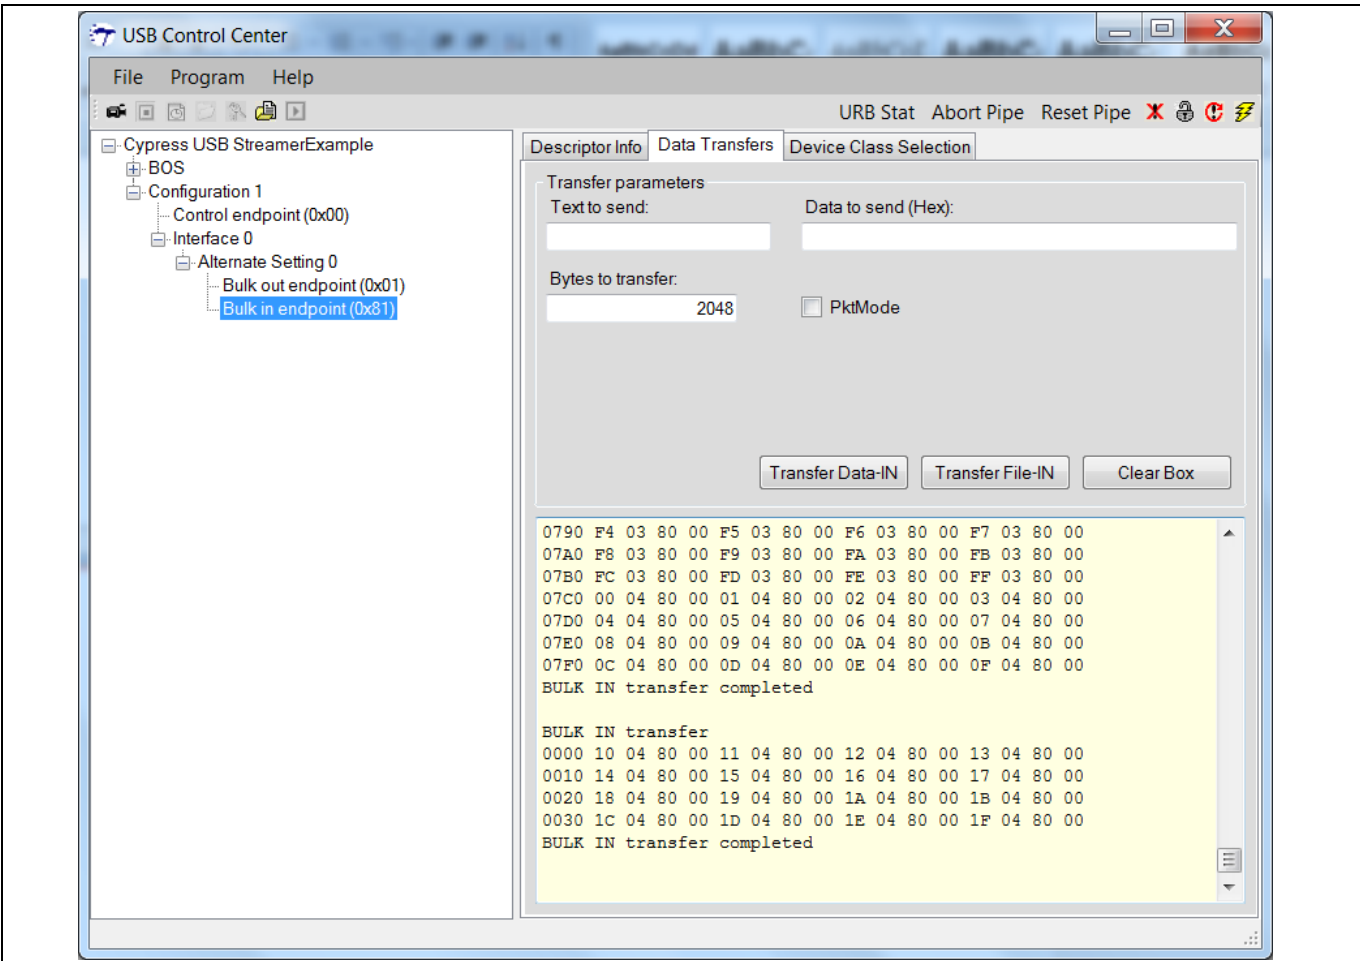 USB Control Center
File Program Help
URB Stat Abort Pipe Reset Pipe
Cypress USB StreamerExample
BOS
Configuration 1
Control endpoint (0x00)
Interface 0
Alternate Setting 0
Bulk out endpoint (0x01)
Bulk in endpoint (0x81)
Descriptor Info Data Transfers Device Class Selection
Transfer parameters
Text to send: Data to send (Hex):
Bytes to transfer:
2048 PktMode
Transfer Data-IN Transfer File-IN Clear Box
0790 F4 03 80 00 F5 03 80 00 F6 03 80 00 F7 03 80 00
07A0 F8 03 80 00 F9 03 80 00 FA 03 80 00 FB 03 80 00
07B0 FC 03 80 00 FD 03 80 00 FE 03 80 00 FF 03 80 00
07C0 00 04 80 00 01 04 80 00 02 04 80 00 03 04 80 00
07D0 04 04 80 00 05 04 80 00 06 04 80 00 07 04 80 00
07E0 08 04 80 00 09 04 80 00 0A 04 80 00 0B 04 80 00
07F0 0C 04 80 00 0D 04 80 00 0E 04 80 00 0F 04 80 00
BULK IN transfer completed
BULK IN transfer
0000 10 04 80 00 11 04 80 00 12 04 80 00 13 04 80 00
0010 14 04 80 00 15 04 80 00 16 04 80 00 17 04 80 00
0020 18 04 80 00 19 04 80 00 1A 04 80 00 1B 04 80 00
0030 1C 04 80 00 1D 04 80 00 1E 04 80 00 1F 04 80 00
BULK IN transfer completed